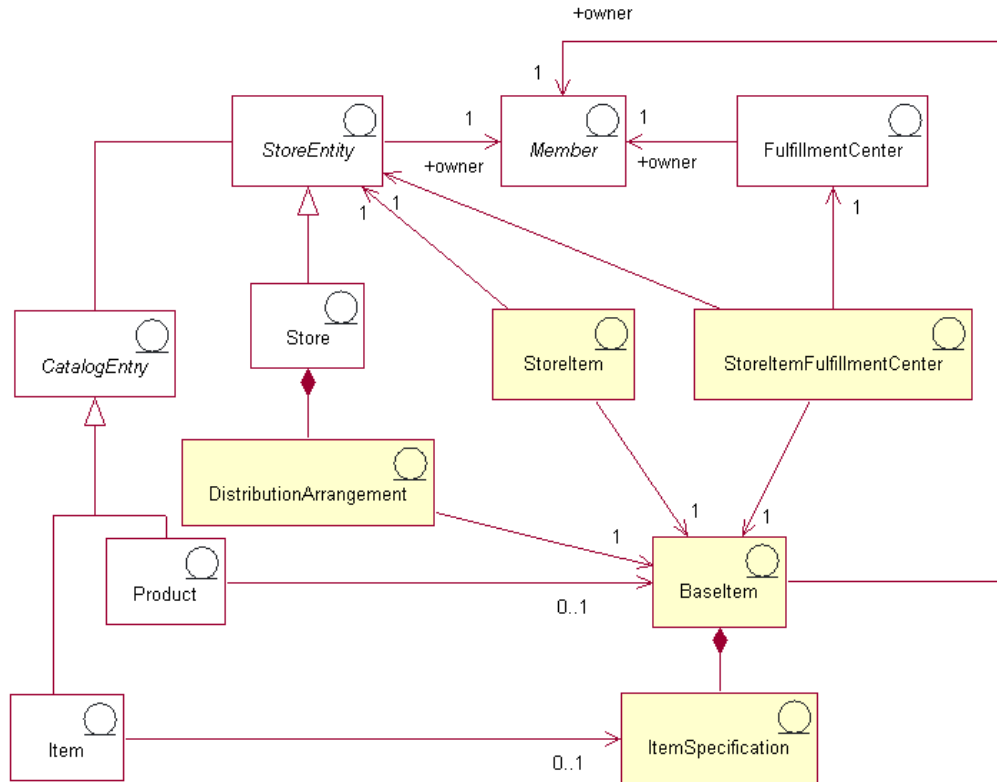 +owner
1
1
1
StoreEntity
+owner
Member
+owner
FulfillmentCenter
1
1
1
Store
StoreItem
StoreItemFulfillmentCenter
CatalogEntry
DistributionArrangement
1
1
1
Product
0..1
BaseItem
Item
0..1
ItemSpecification